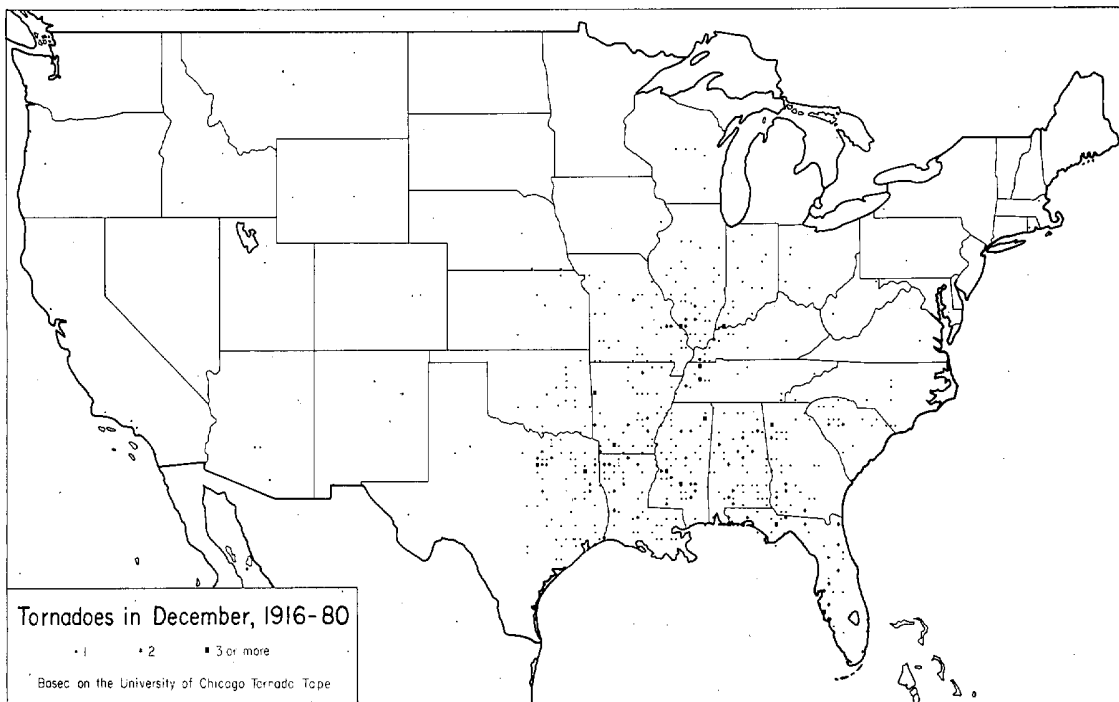 Tornadoes in December, 1916-80
1 2 3 or more
Based on the University of Chicago Tornado Tape